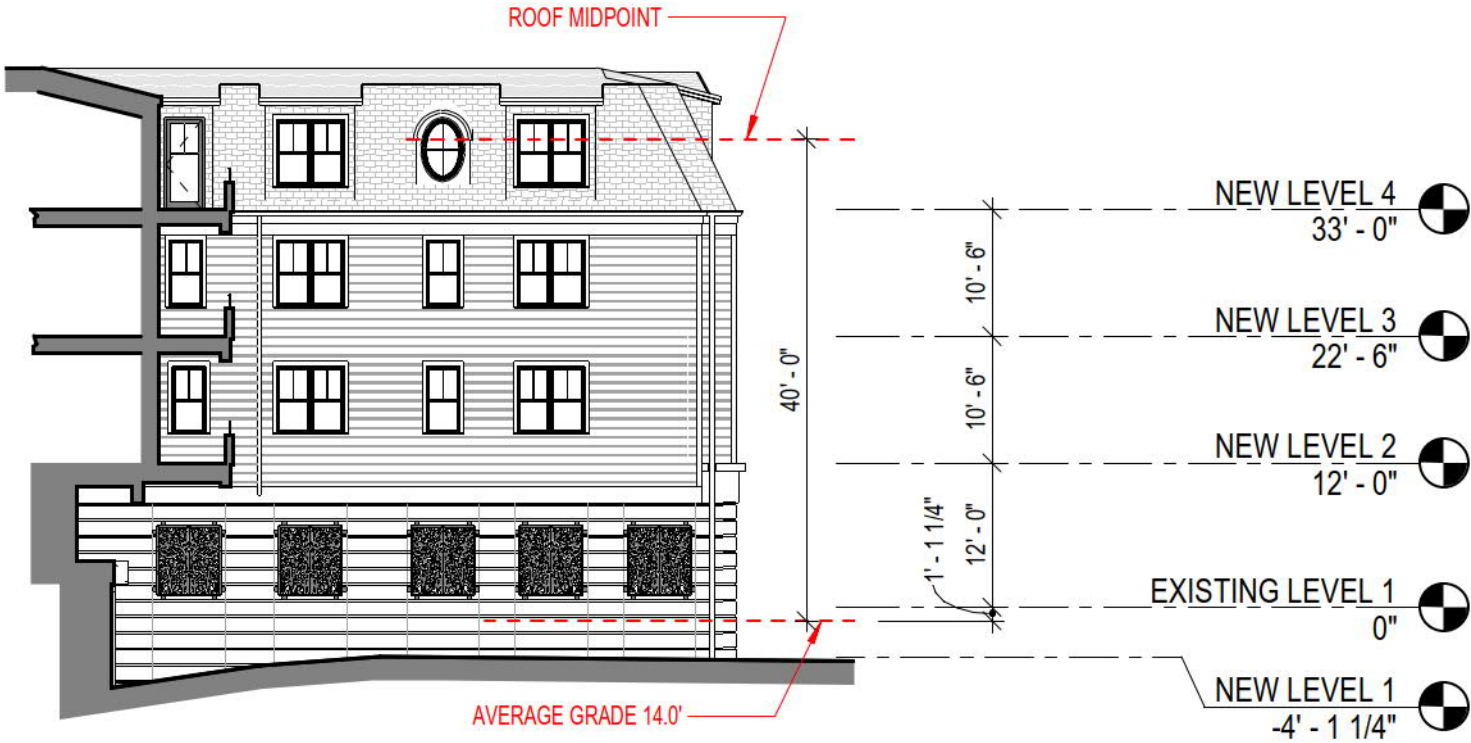 ROOF MIDPOINT
NEW LEVEL 4
33' - 0"
10' - 6"
NEW LEVEL 3
22' - 6"
40' - 0"
10' - 6"
NEW LEVEL 2
12' - 0"
1' - 1 1/4"
12' - 0"
EXISTING LEVEL 1
0"
AVERAGE GRADE 14.0'
NEW LEVEL 1
-4' - 1 1/4"